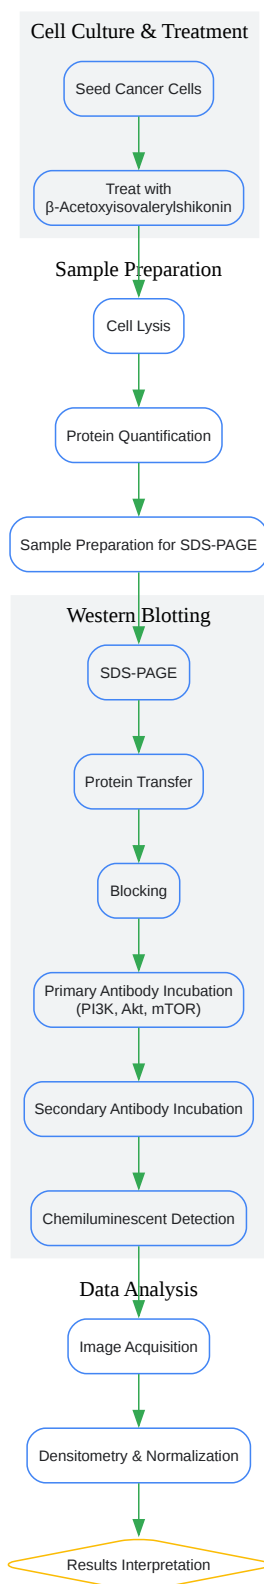 Cell Culture & Treatment
Seed Cancer Cells
Treat with
β-Acetoxyisovalerylshikonin
Sample Preparation
Cell Lysis
Protein Quantification
Sample Preparation for SDS-PAGE
Western Blotting
SDS-PAGE
Protein Transfer
Blocking
Primary Antibody Incubation
(PI3K, Akt, mTOR)
Secondary Antibody Incubation
Chemiluminescent Detection
Data Analysis
Image Acquisition
Densitometry & Normalization
Results Interpretation